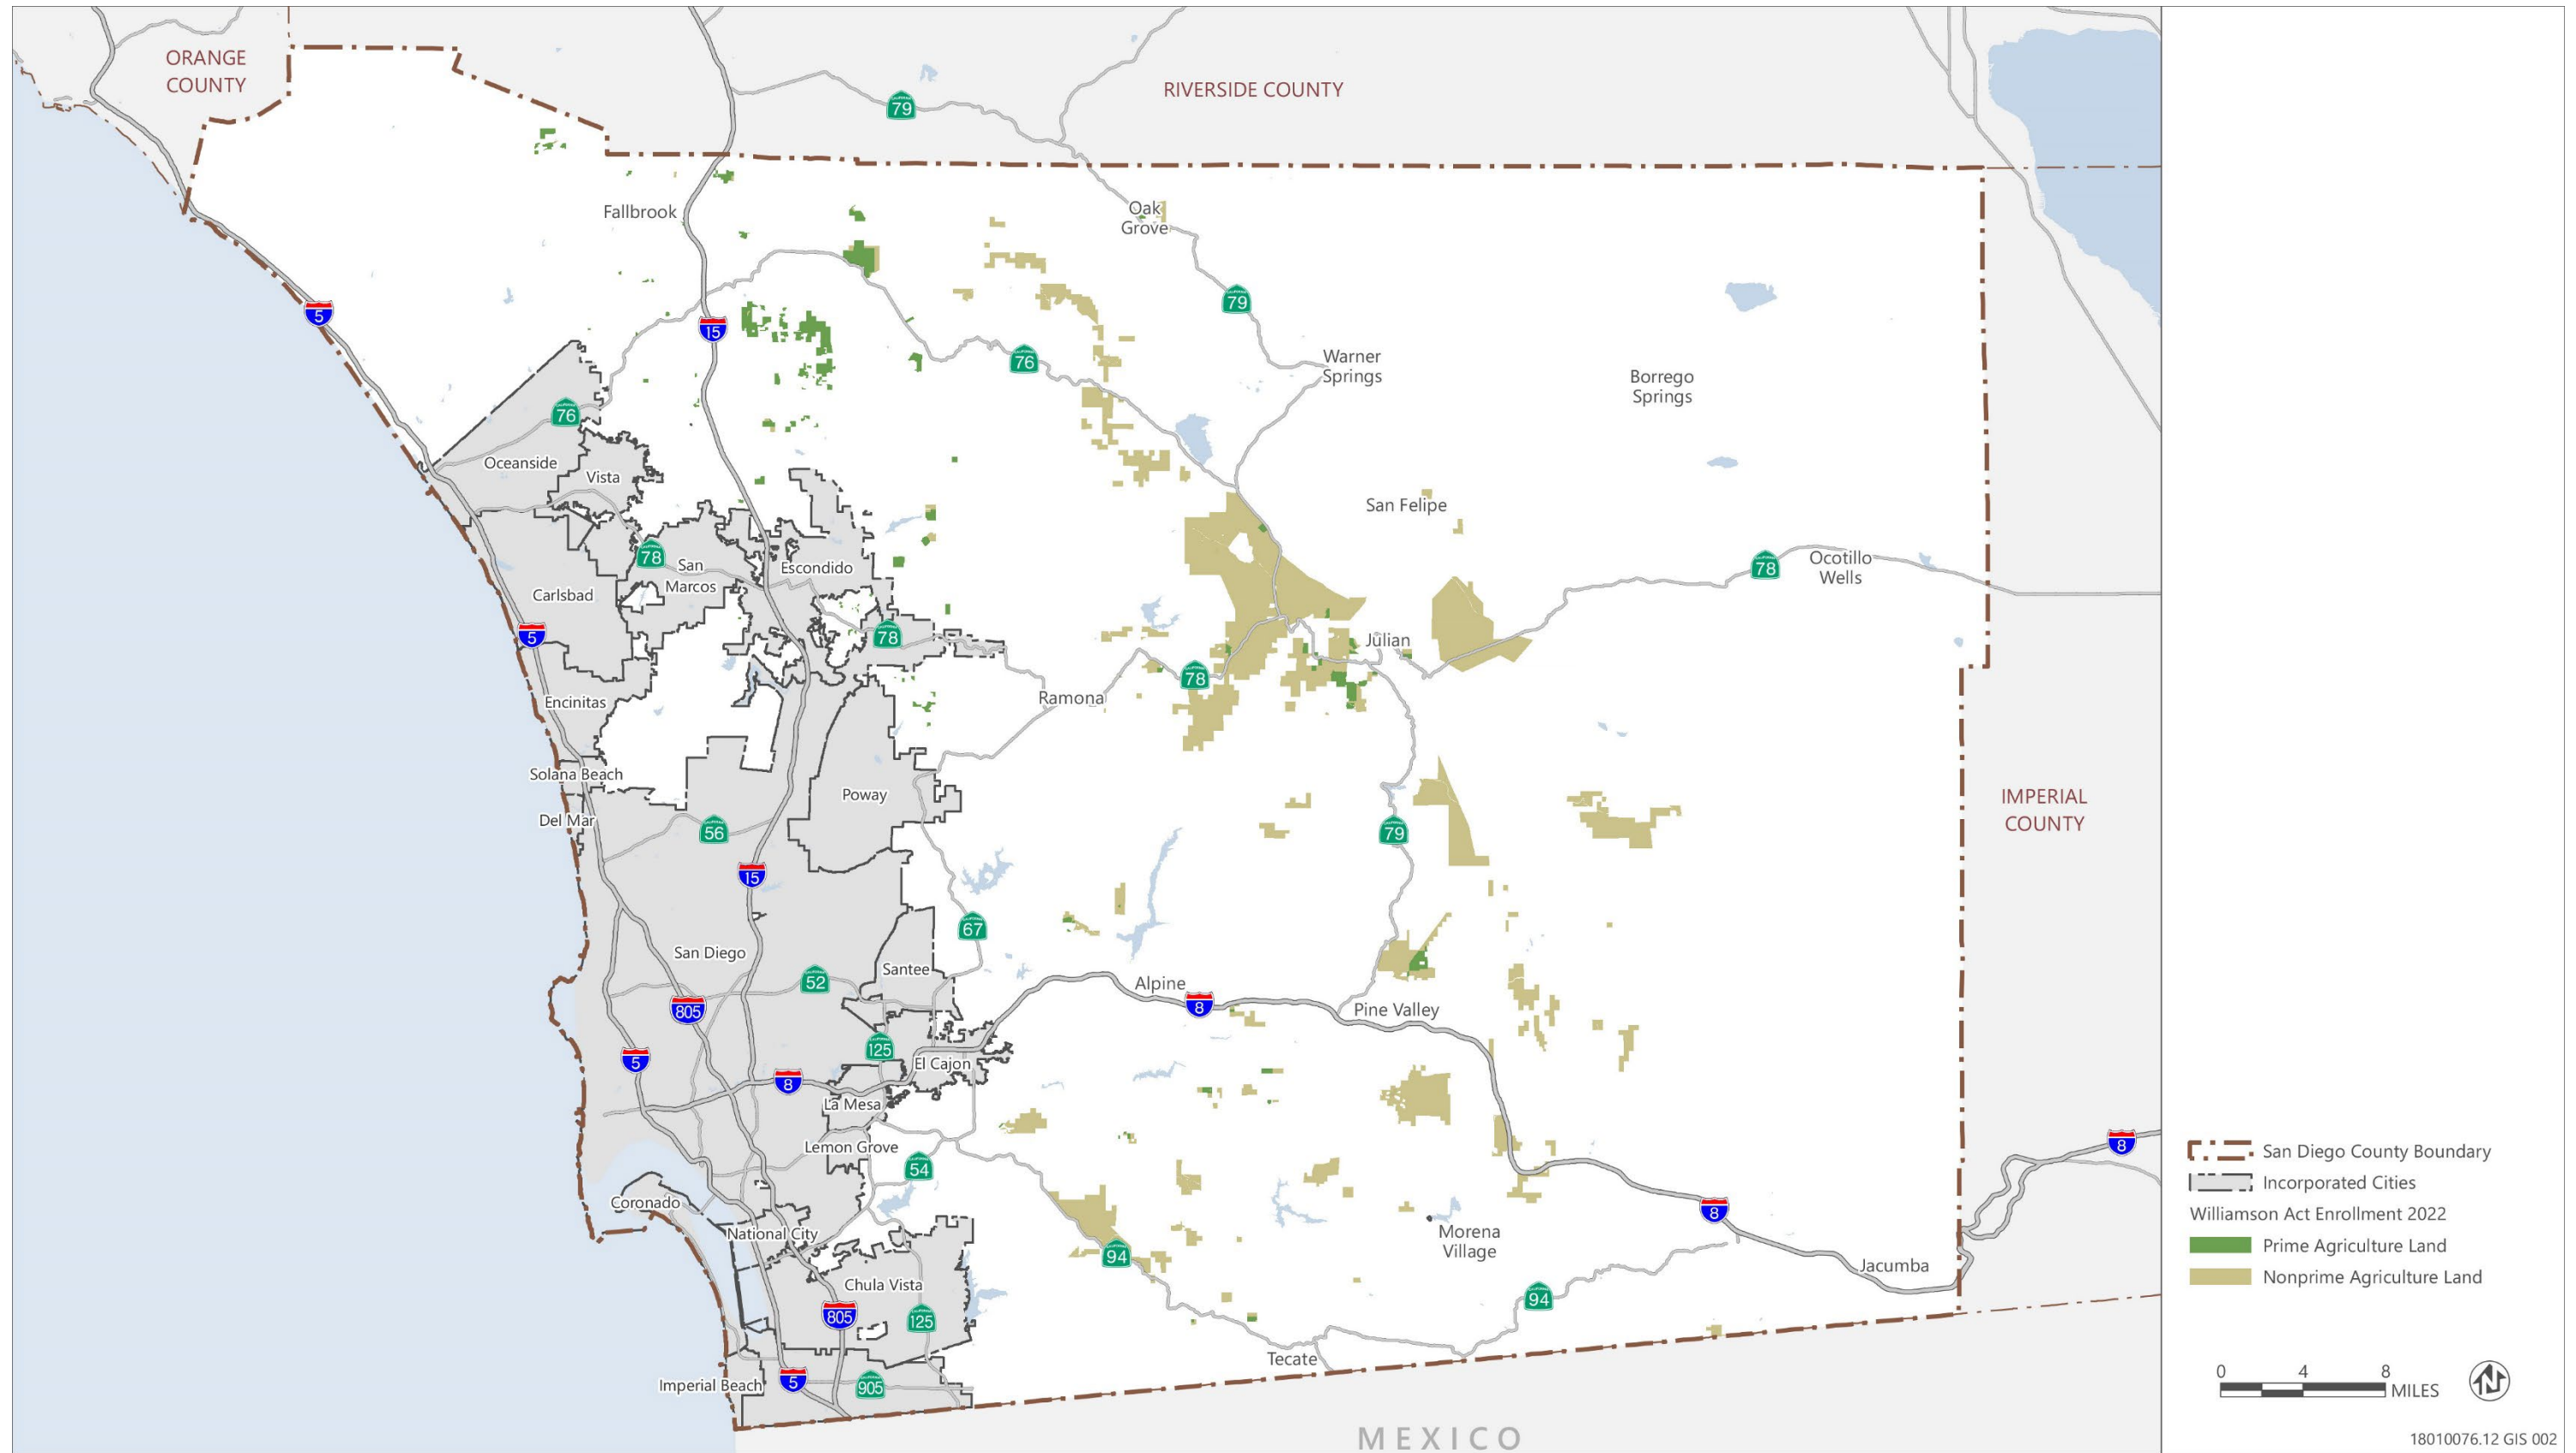 ORANGE
COUNTY
RIVERSIDE COUNTY
79
Fallbrook
Oak
Grove
5
15
79
76
Warner
Springs
Borrego
Springs
76
Oceanside
Vista
San Felipe
78
San
Marcos
Escondido
78
Ocotillo
Wells
Carlsbad
5
78
Julian
78
Ramona
Encinitas
Solana Beach
Poway
IMPERIAL
COUNTY
Del Mar
56
79
15
67
San Diego
Santee
52
Alpine
8
Pine Valley
805
125
5
El Cajon
8
La Mesa
Lemon Grove
54
8
Coronado
8
National City
Morena
Village
94
Jacumba
Chula Vista
94
805
125
Tecate
Imperial Beach
5
905
MEXICO
San Diego County Boundary
Incorporated Cities
Williamson Act Enrollment 2022
Prime Agriculture Land
Nonprime Agriculture Land
0 4 8
MILES
N
18010076.12 GIS 002